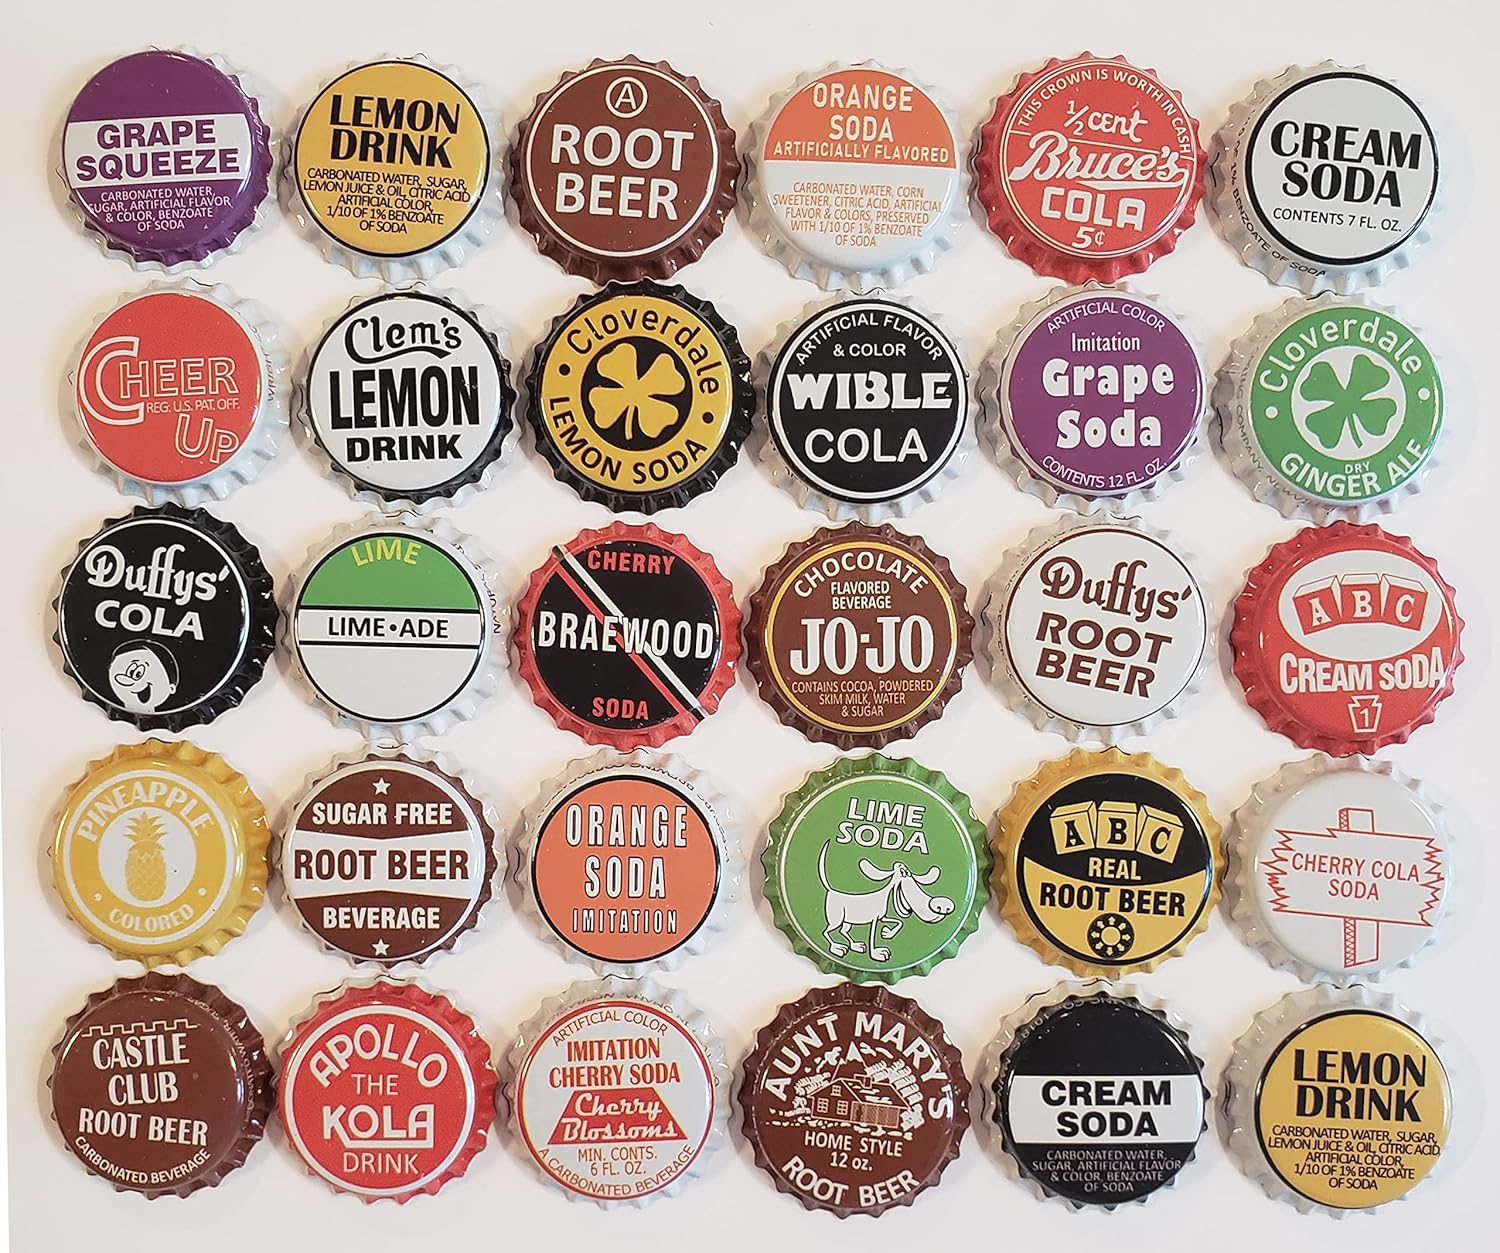 GRAPE
SQUEEZE
CARBONATED WATER,
SUGAR, ARTIFICIAL FLAVOR
& COLOR, BENZOATE
OF SODA
LEMON
DRINK
CARBONATED WATER, SUGAR,
LEMON JUICE & OIL, CITRIC ACID
ARTIFICIAL COLOR,
1/10 OF 1% BENZOATE
OF SODA
A
ROOT
BEER
ORANGE
SODA
ARTIFICIALLY FLAVORED
CARBONATED WATER, CORN
SWEETENER, CITRIC ACID, ARTIFICIAL
FLAVOR & COLORS, PRESERVED
WITH 1/10 OF 1% BENZOATE
OF SODA
THIS CROWN IS WORTH IN CASH
1/2 cent
Bruce's
COLA
5¢
CREAM
SODA
CONTENTS 7 FL. OZ.
BENZOATE OF SODA
CHEER
REG. U.S. PAT. OFF.
UP
Clem's
LEMON
DRINK
Cloverdale
LEMON SODA
ARTIFICIAL FLAVOR
& COLOR
WIBLE
COLA
ARTIFICIAL COLOR
Imitation
Grape
Soda
CONTENTS 12 FL. OZ.
Cloverdale
DRY
GINGER ALE
Duffys'
COLA
LIME
LIME•ADE
CHERRY
BRAEWOOD
SODA
CHOCOLATE
FLAVORED
BEVERAGE
JO-JO
CONTAINS COCOA, POWDERED
SKIM MILK, WATER
& SUGAR
Duffys'
ROOT
BEER
ABC
CREAM SODA
1
PINEAPPLE
COLORED
SUGAR FREE
ROOT BEER
BEVERAGE
ORANGE
SODA
IMITATION
LIME
SODA
ABC
REAL
ROOT BEER
CHERRY COLA
SODA
CASTLE
CLUB
ROOT BEER
CARBONATED BEVERAGE
APOLLO
THE
KOLA
DRINK
ARTIFICIAL COLOR
IMITATION
CHERRY SODA
Cherry
Blossoms
MIN. CONTS.
6 FL. OZ.
A CARBONATED BEVERAGE
AUNT MARY'S
HOME STYLE
12 oz.
ROOT BEER
CREAM
SODA
CARBONATED WATER,
SUGAR, ARTIFICIAL FLAVOR
& COLOR, BENZOATE
OF SODA
LEMON
DRINK
CARBONATED WATER, SUGAR,
LEMON JUICE & OIL, CITRIC ACID
ARTIFICIAL COLOR,
1/10 OF 1% BENZOATE
OF SODA